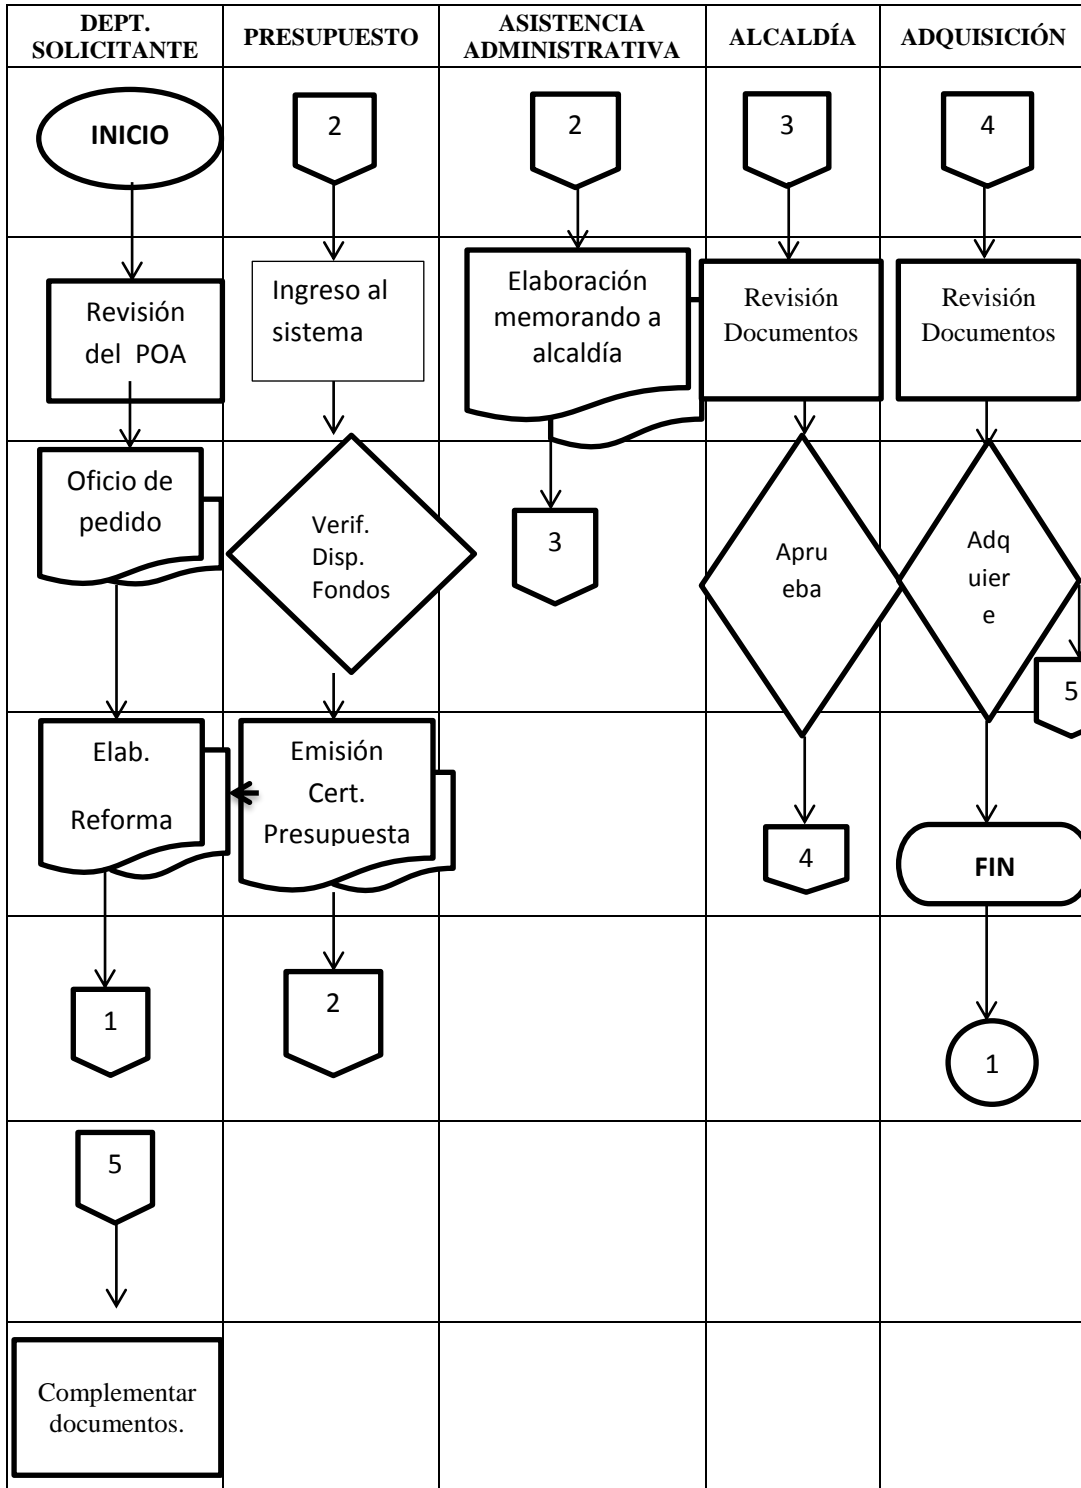 DEPT.
SOLICITANTE
PRESUPUESTO
ASISTENCIA
ADMINISTRATIVA
ALCALDÍA
ADQUISICIÓN
INICIO
2
2
3
4
Revisión
del POA
Ingreso al
sistema
Elaboración
memorando a
alcaldía
Revisión
Documentos
Revisión
Documentos
Oficio de
pedido
Verif.
Disp.
Fondos
3
Apru
eba
Adq
uier
e
5
Elab.
Reforma
Emisión
Cert.
Presupuesta
4
FIN
1
2
1
5
Complementar
documentos.